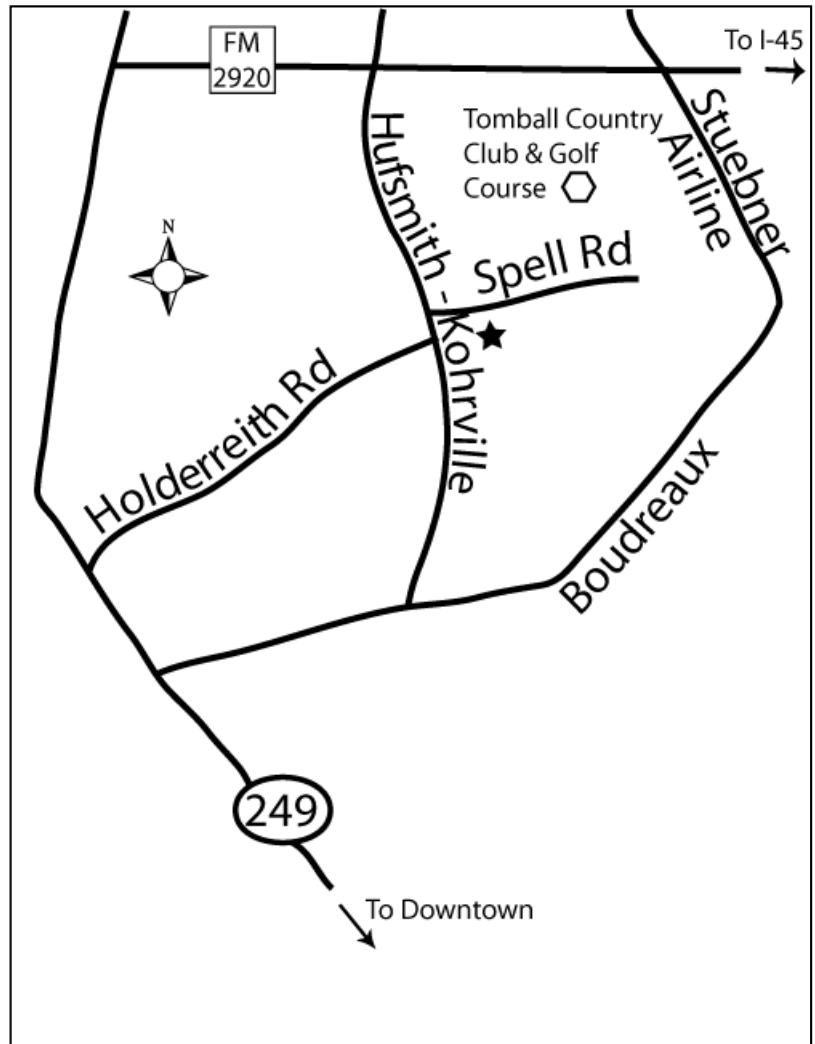 FM
2920
To I-45
Tomball Country
Club & Golf
Course
Stuebner
Airline
Hufsmith - Kohrville
N
Spell Rd
Holderreith Rd
Boudreaux
249
To Downtown